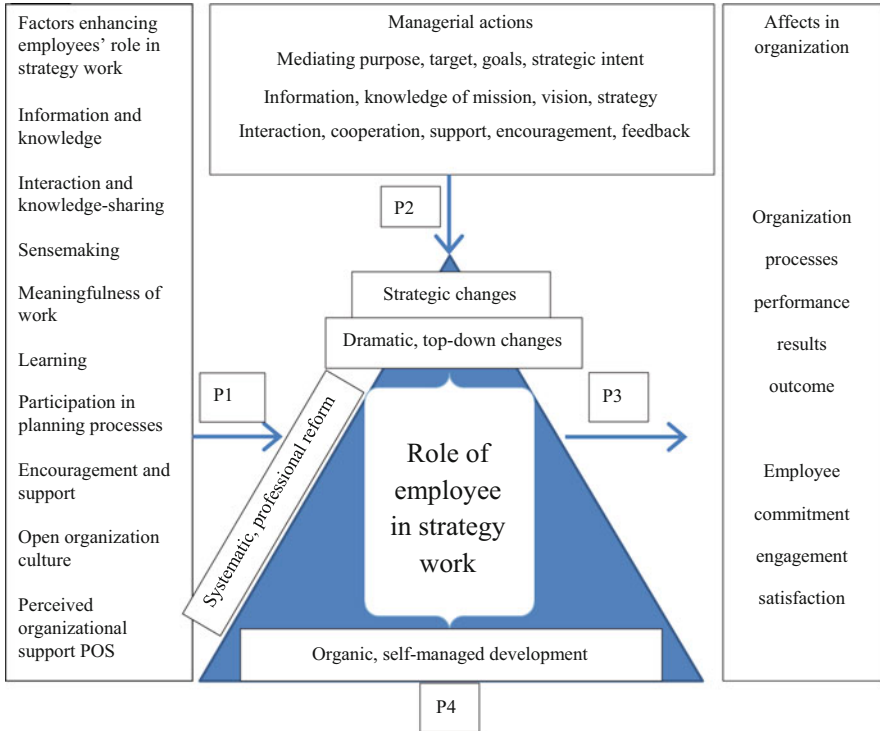 Factors enhancing
employees’ role in
strategy work
Information and
knowledge
Interaction and
knowledge-sharing
Sensemaking
Meaningfulness of
work
Learning
Participation in
planning processes
Encouragement and
support
Open organization
culture
Perceived
organizational
support POS
P1
Managerial actions
Mediating purpose, target, goals, strategic intent
Information, knowledge of mission, vision, strategy
Interaction, cooperation, support, encouragement, feedback
P2
Strategic changes
Dramatic, top-down changes
Systematic, professional reform
Role of
employee
in strategy
work
Organic, self-managed development
P4
P3
Affects in
organization
Organization
processes
performance
results
outcome
Employee
commitment
engagement
satisfaction